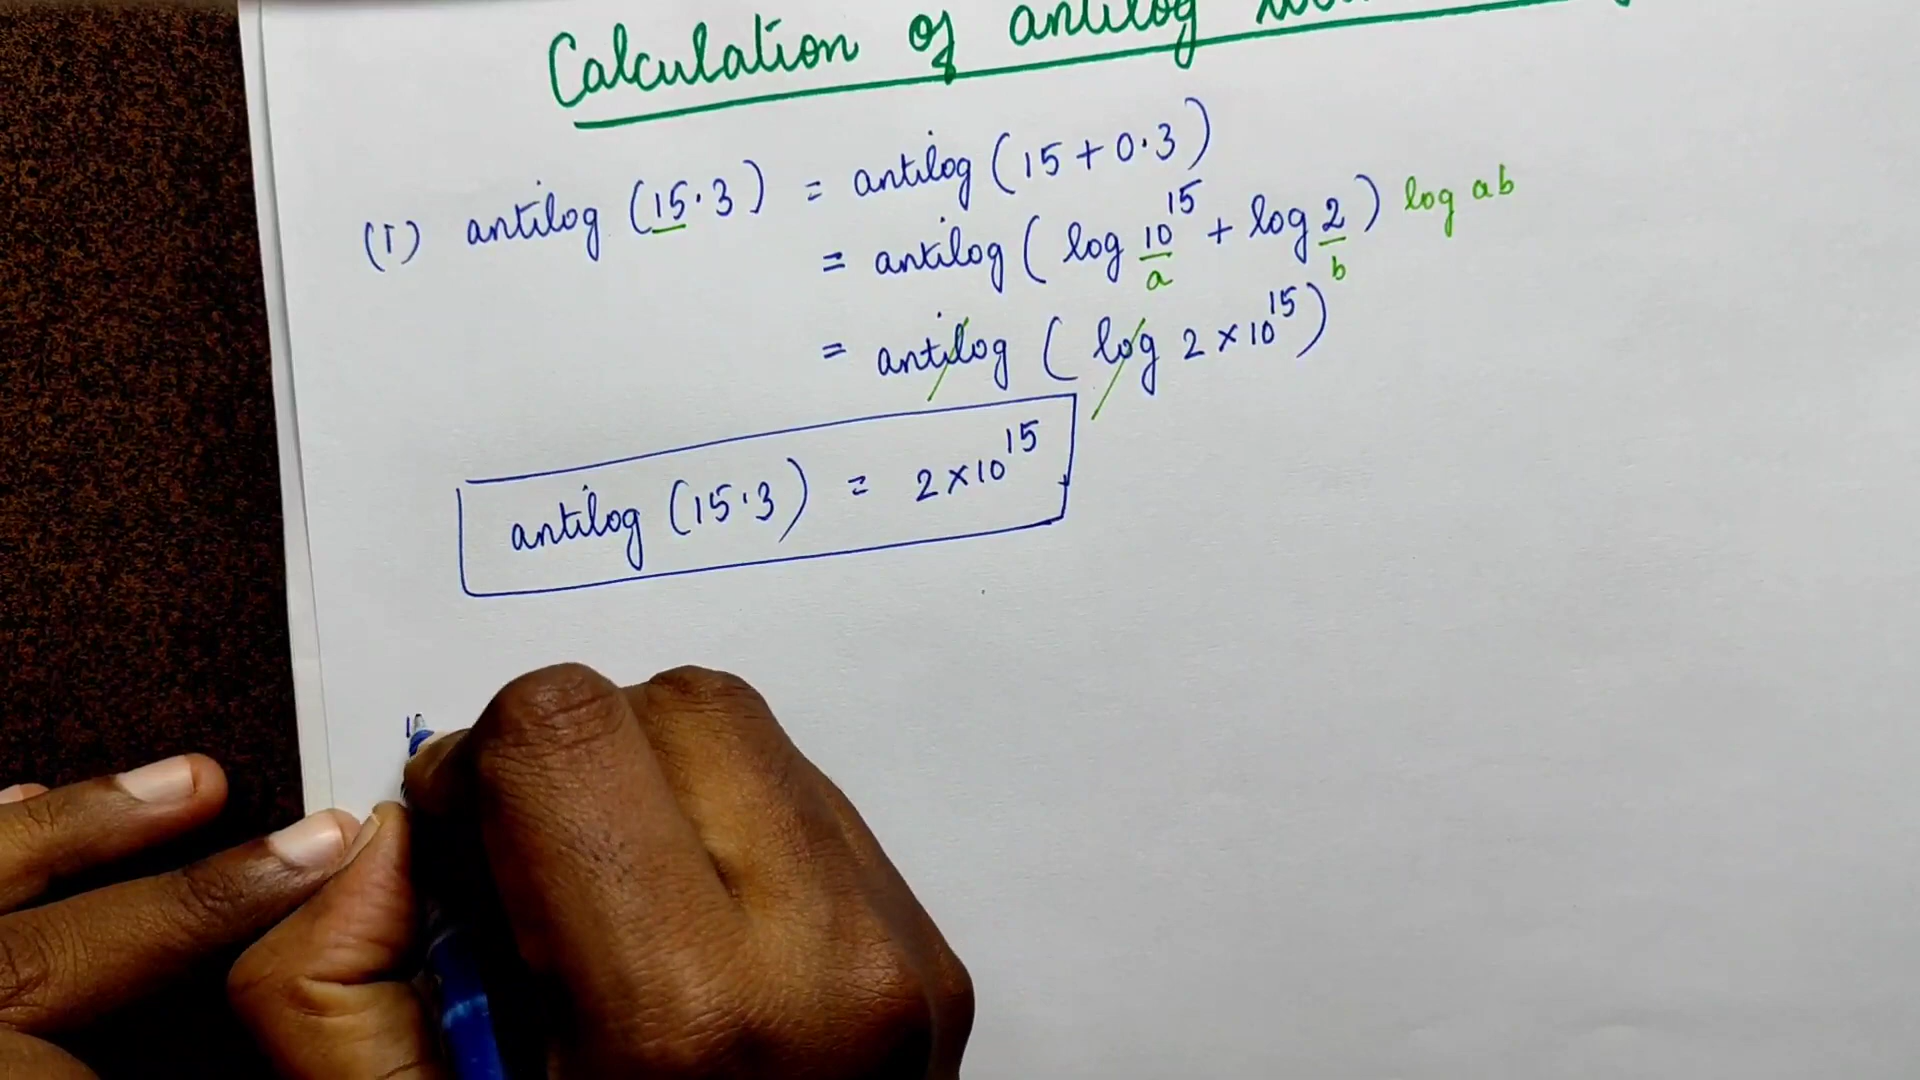 Calculation of antilog
(I) antilog (15.3) = antilog (15 + 0.3)
= antilog ( log 10^15 + log 2 ) log ab
a b
= antilog ( log 2 × 10^15 )
antilog (15.3) = 2 × 10^15